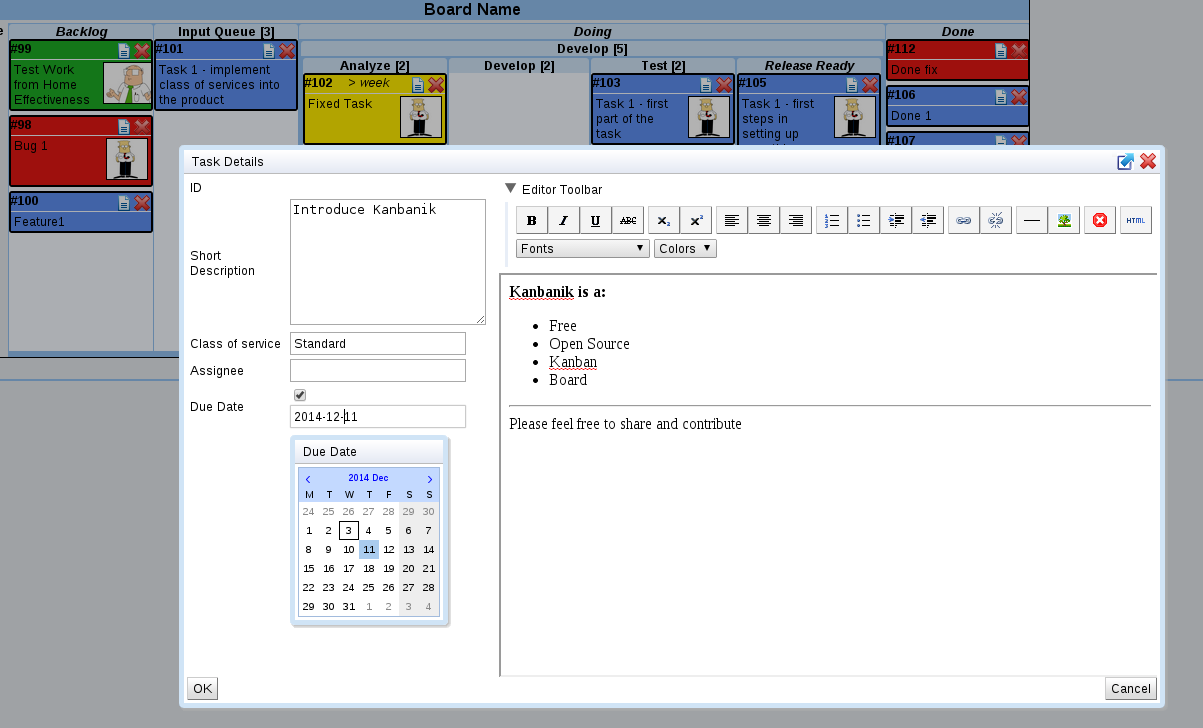 Board Name
Backlog
Input Queue [3]
Doing
Done
Develop [5]
Analyze [2]
Develop [2]
Test [2]
Release Ready
#99
Test Work
from Home
Effectiveness
#98
Bug 1
#100
Feature1
#101
Task 1 - implement
class of services into
the product
#102 > week
Fixed Task
#103
Task 1 - first
part of the
task
#105
Task 1 - first
steps in
setting up
#112
Done fix
#106
Done 1
#107
Task Details
ID
Short
Description
Introduce Kanbanik
Class of service
Standard
Assignee
Due Date
2014-12-11
Due Date
‹ 2014 Dec ›
M T W T F S S
24 25 26 27 28 29 30
1 2 3 4 5 6 7
8 9 10 11 12 13 14
15 16 17 18 19 20 21
22 23 24 25 26 27 28
29 30 31 1 2 3 4
▼ Editor Toolbar
B I U ABC X₂ X² HTML
Fonts ▼ Colors ▼
Kanbanik is a:
• Free
• Open Source
• Kanban
• Board
Please feel free to share and contribute
OK
Cancel